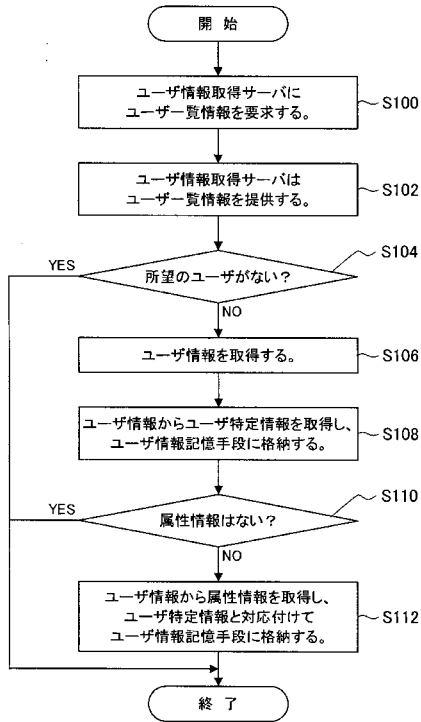 開始
ユーザ情報取得サーバに
ユーザ一覧情報を要求する。
S100
ユーザ情報取得サーバは
ユーザ一覧情報を提供する。
S102
S104
YES
所望のユーザがない?
NO
ユーザ情報を取得する。
S106
ユーザ情報からユーザ特定情報を取得し、
ユーザ情報記憶手段に格納する。
S108
S110
YES
属性情報はない?
NO
ユーザ情報から属性情報を取得し、
ユーザ特定情報と対応付けて
ユーザ情報記憶手段に格納する。
S112
終了